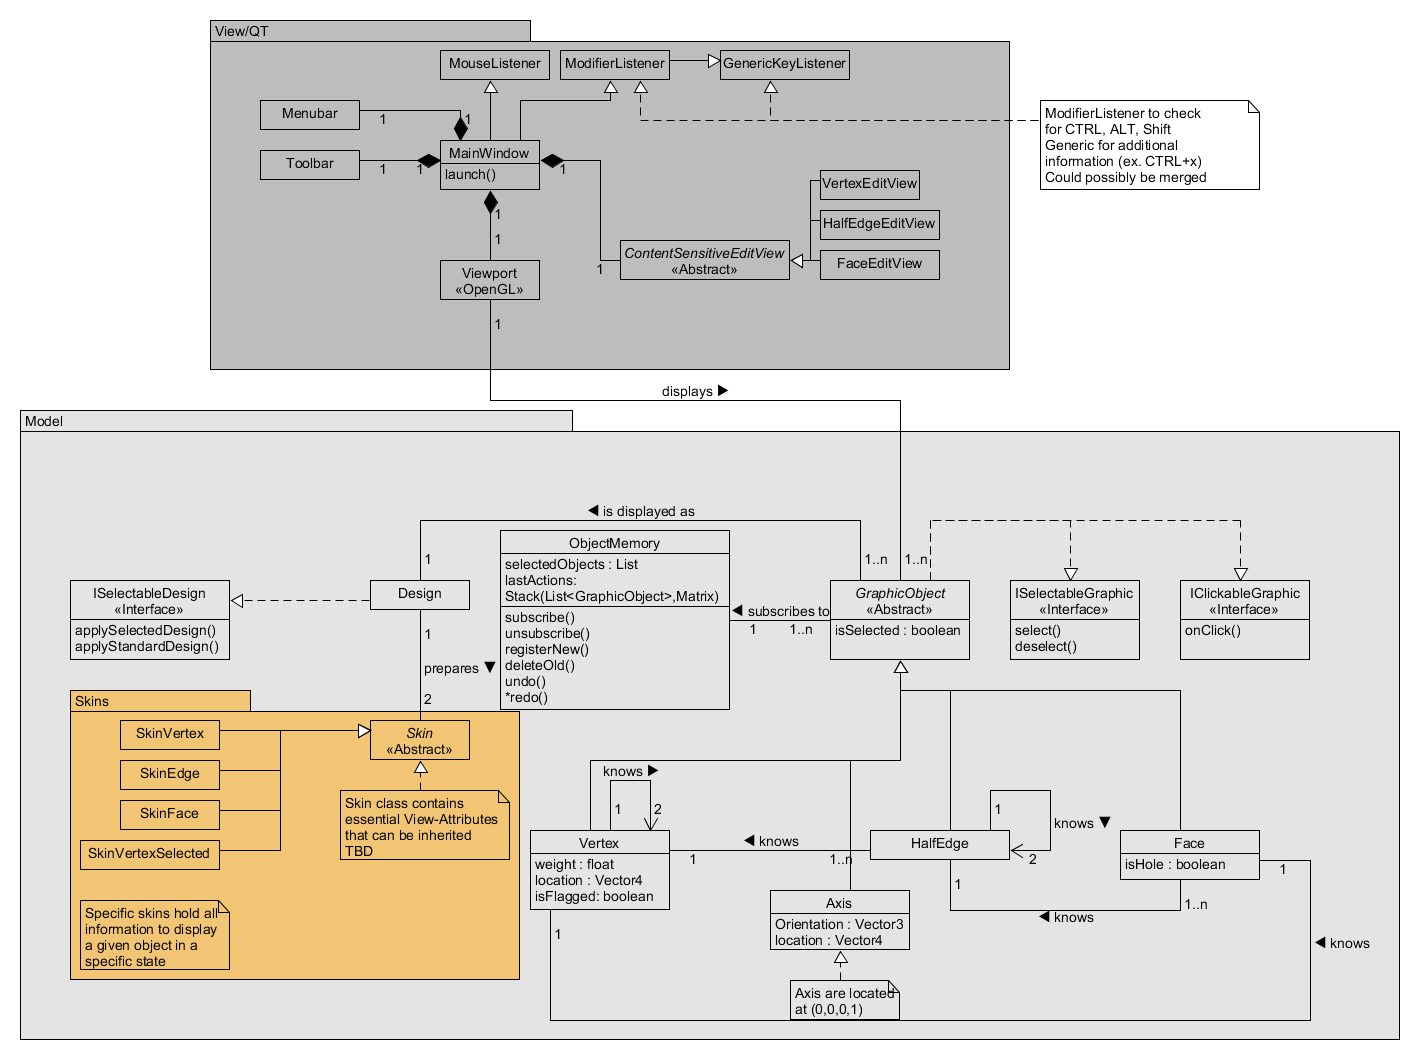 View/QT
MouseListener
ModifierListener
GenericKeyListener
Menubar
1
1
Toolbar
1
1
MainWindow
launch()
1
ModifierListener to check
for CTRL, ALT, Shift
Generic for additional
information (ex. CTRL+x)
Could possibly be merged
VertexEditView
HalfEdgeEditView
FaceEditView
1
1
ContentSensitiveEditView
«Abstract»
1
Viewport
«OpenGL»
1
displays ▶
Model
◀ is displayed as
1
1..n
1..n
ObjectMemory
selectedObjects : List
lastActions:
Stack(List<GraphicObject>,Matrix)
subscribe()
unsubscribe()
registerNew()
deleteOld()
undo()
*redo()
ISelectableDesign
«Interface»
applySelectedDesign()
applyStandardDesign()
Design
1
prepares ▼
2
◀ subscribes to
1
1..n
GraphicObject
«Abstract»
isSelected : boolean
ISelectableGraphic
«Interface»
select()
deselect()
IClickableGraphic
«Interface»
onClick()
Skins
SkinVertex
SkinEdge
SkinFace
SkinVertexSelected
Skin
«Abstract»
Skin class contains
essential View-Attributes
that can be inherited
TBD
Specific skins hold all
information to display
a given object in a
specific state
knows ▶
1
2
Vertex
weight : float
location : Vector4
isFlagged: boolean
1
◀ knows
1
1..n
HalfEdge
1
knows ▼
2
1
Face
isHole : boolean
1
1..n
◀ knows
◀ knows
Axis
Orientation : Vector3
location : Vector4
Axis are located
at (0,0,0,1)